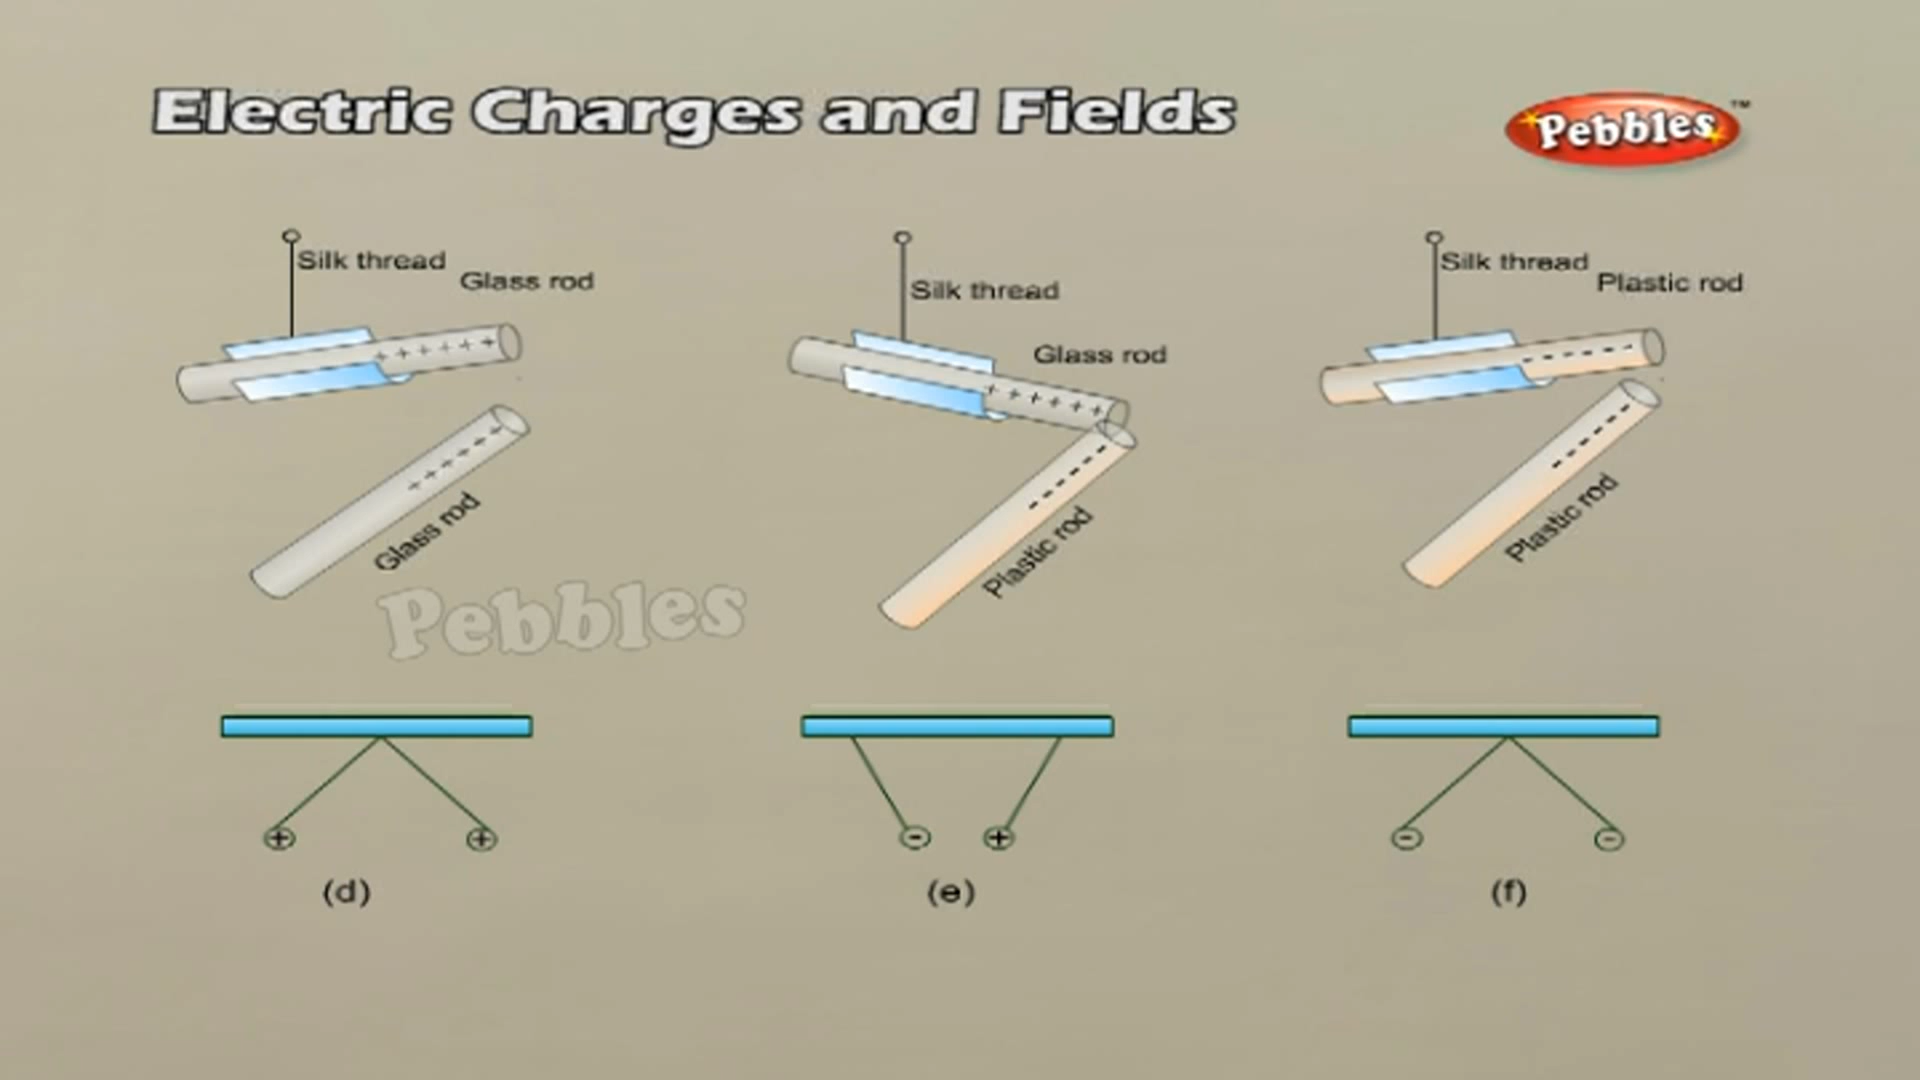 Electric Charges and Fields
Pebbles™
Silk thread
Glass rod
+ + + + + +
+ + + + + +
Glass rod
Silk thread
Glass rod
+ + + + + +
- - - - - - -
Plastic rod
Silk thread
Plastic rod
- - - - - - -
- - - - - - -
Plastic rod
Pebbles
+ +
- +
- -
(d)
(e)
(f)